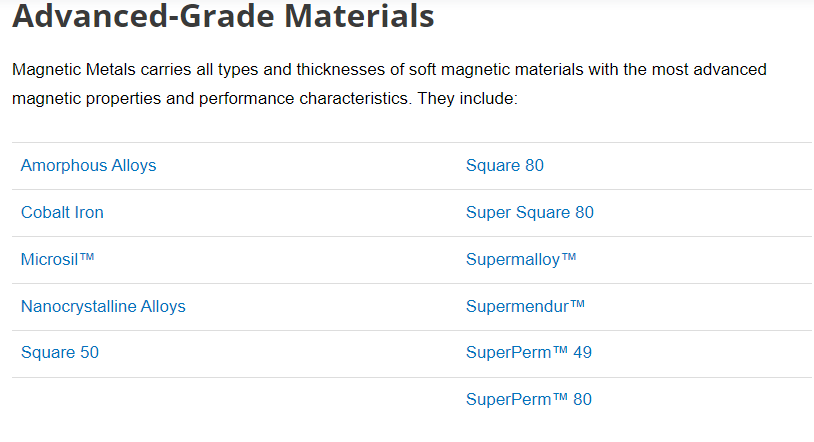 Advanced-Grade Materials
Magnetic Metals carries all types and thicknesses of soft magnetic materials with the most advanced
magnetic properties and performance characteristics. They include:
Amorphous Alloys
Square 80
Cobalt Iron
Super Square 80
Microsil™
Supermalloy™
Nanocrystalline Alloys
Supermendur™
Square 50
SuperPerm™ 49
SuperPerm™ 80